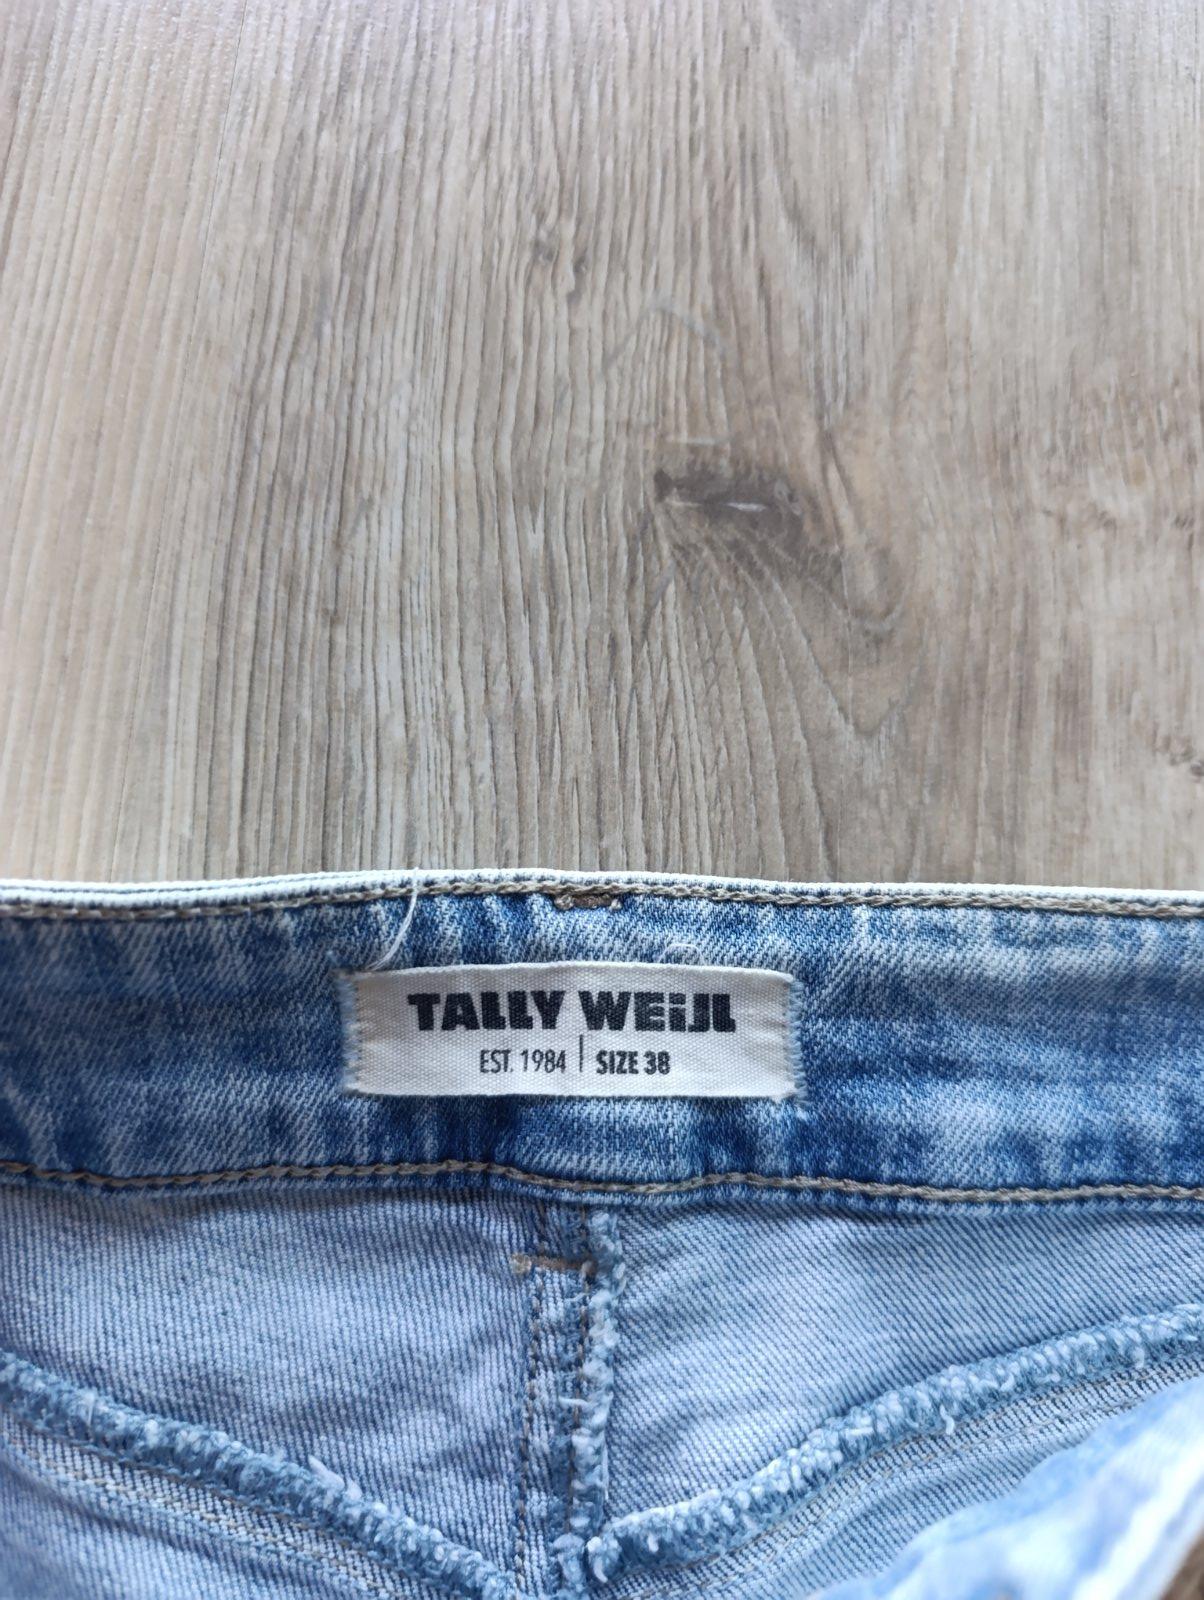 TALLY WEiJL
EST. 1984 | SIZE 38